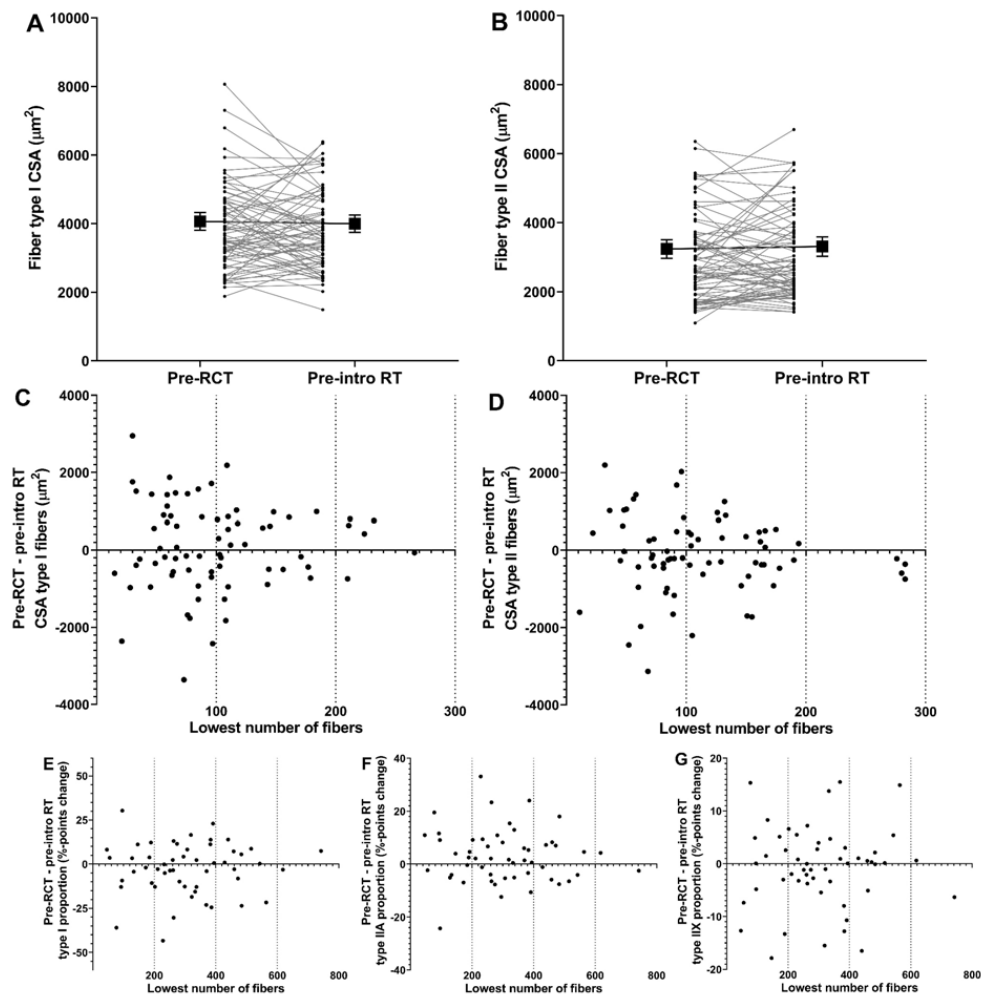 A
Fiber type I CSA (μm²)
10000
8000
6000
4000
2000
0
Pre-RCT
Pre-intro RT
B
Fiber type II CSA (μm²)
10000
8000
6000
4000
2000
0
Pre-RCT
Pre-intro RT
C
Pre-RCT - pre-intro RT
CSA type I fibers (μm²)
4000
2000
0
-2000
-4000
100
200
300
Lowest number of fibers
D
Pre-RCT - pre-intro RT
CSA type II fibers (μm²)
4000
2000
0
-2000
-4000
100
200
300
Lowest number of fibers
E
Pre-RCT - pre-intro RT
type I proportion (%-points change)
50
0
-50
200
400
600
800
Lowest number of fibers
F
Pre-RCT - pre-intro RT
type IIA proportion (%-points change)
40
20
0
-20
-40
200
400
600
800
Lowest number of fibers
G
Pre-RCT - pre-intro RT
type IIX proportion (%-points change)
20
10
0
-10
-20
200
400
600
800
Lowest number of fibers